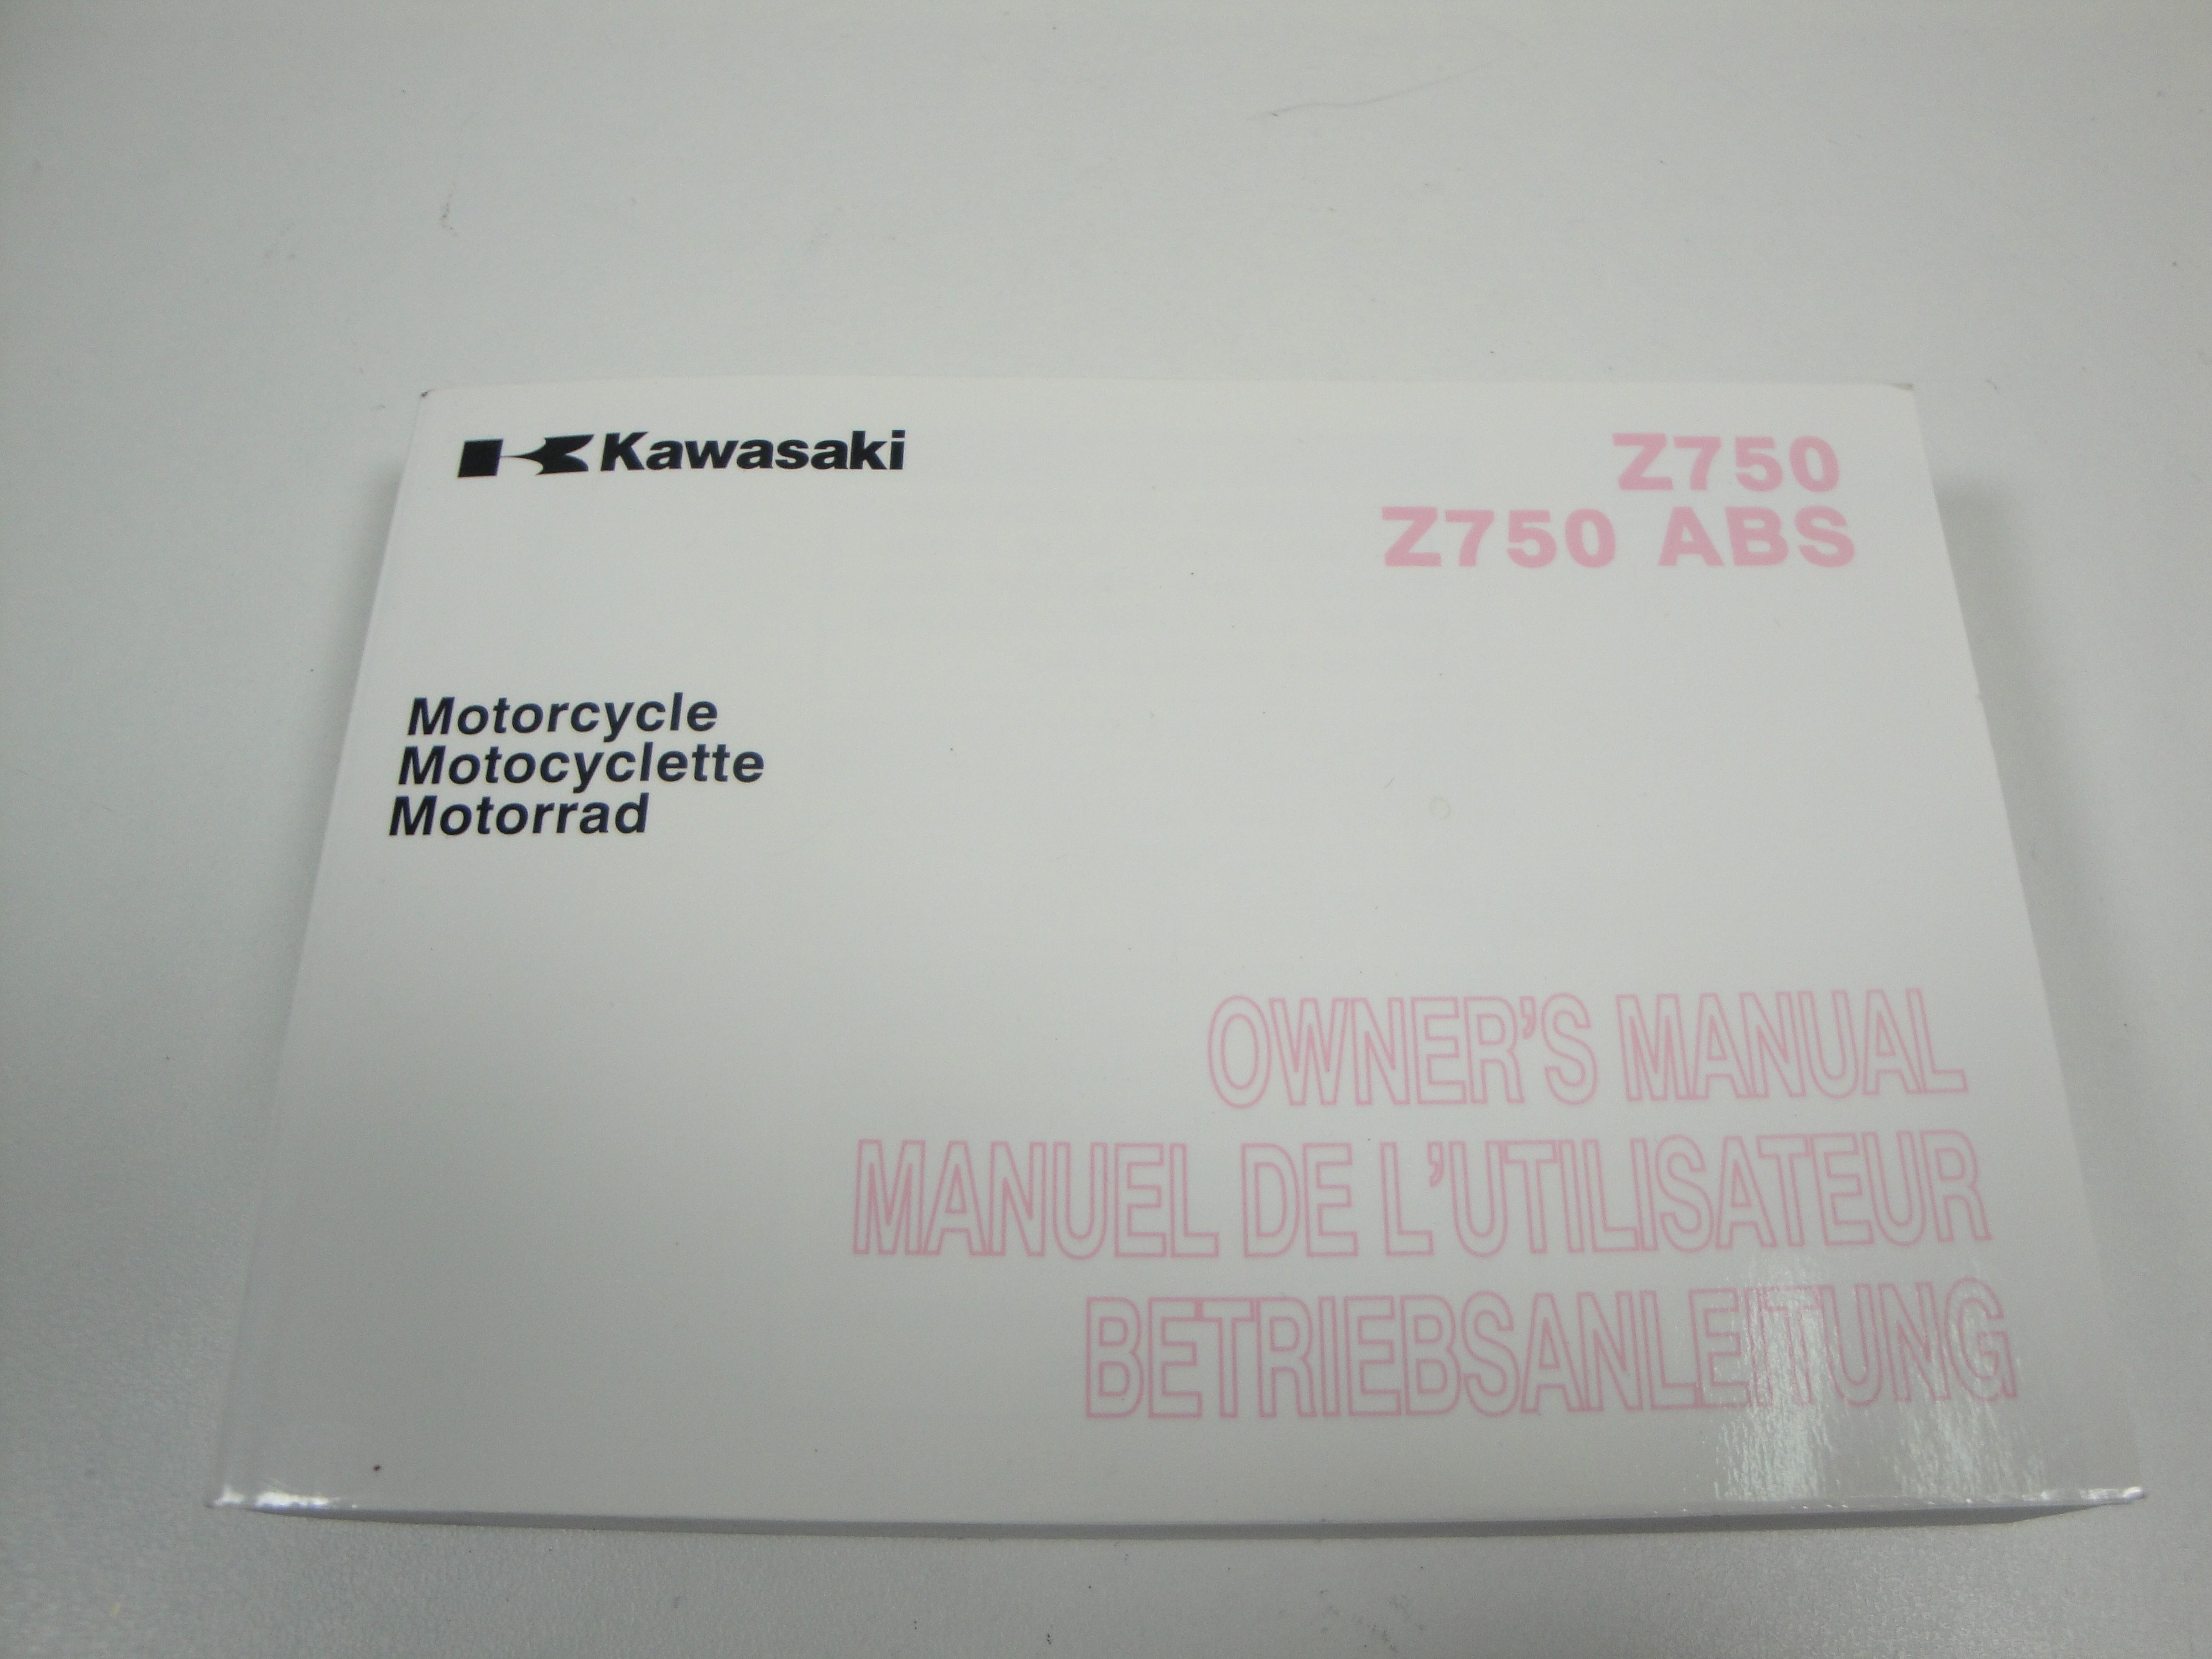 Kawasaki
Z750
Z750 ABS
Motorcycle
Motocyclette
Motorrad
OWNER'S MANUAL
MANUEL DE L'UTILISATEUR
BETRIEBSANLEITUNG